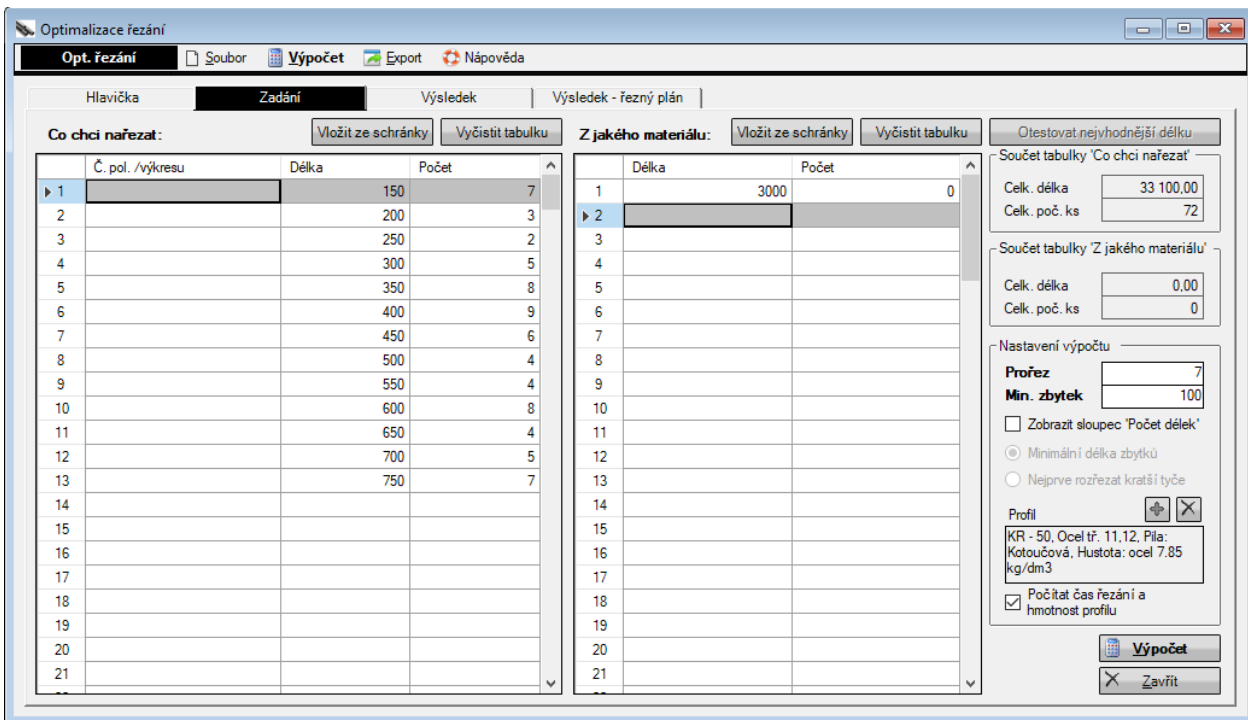 Optimalizace řezání
Opt. řezání Soubor Výpočet Export Nápověda
Hlavička Zadání Výsledek Výsledek - řezný plán
Co chci nařezat: Vložit ze schránky Vyčistit tabulku Z jakého materiálu: Vložit ze schránky Vyčistit tabulku Otestovat nejvhodnější délku
Č. pol. /výkresu Délka Počet
1 150 7
2 200 3
3 250 2
4 300 5
5 350 8
6 400 9
7 450 6
8 500 4
9 550 4
10 600 8
11 650 4
12 700 5
13 750 7
14
15
16
17
18
19
20
21
Délka Počet
1 3000 0
2
3
4
5
6
7
8
9
10
11
12
13
14
15
16
17
18
19
20
21
Součet tabulky 'Co chci nařezat'
Celk. délka 33 100,00
Celk. poč. ks 72
Součet tabulky 'Z jakého materiálu'
Celk. délka 0,00
Celk. poč. ks 0
Nastavení výpočtu
Prořez 7
Min. zbytek 100
Zobrazit sloupec 'Počet délek'
Minimální délka zbytků
Nejprve rozřezat kratší tyče
Profil
KR - 50, Ocel tř. 11,12, Pila:
Kotoučová, Hustota: ocel 7.85
kg/dm3
Počítat čas řezání a
hmotnost profilu
Výpočet
Zavřít